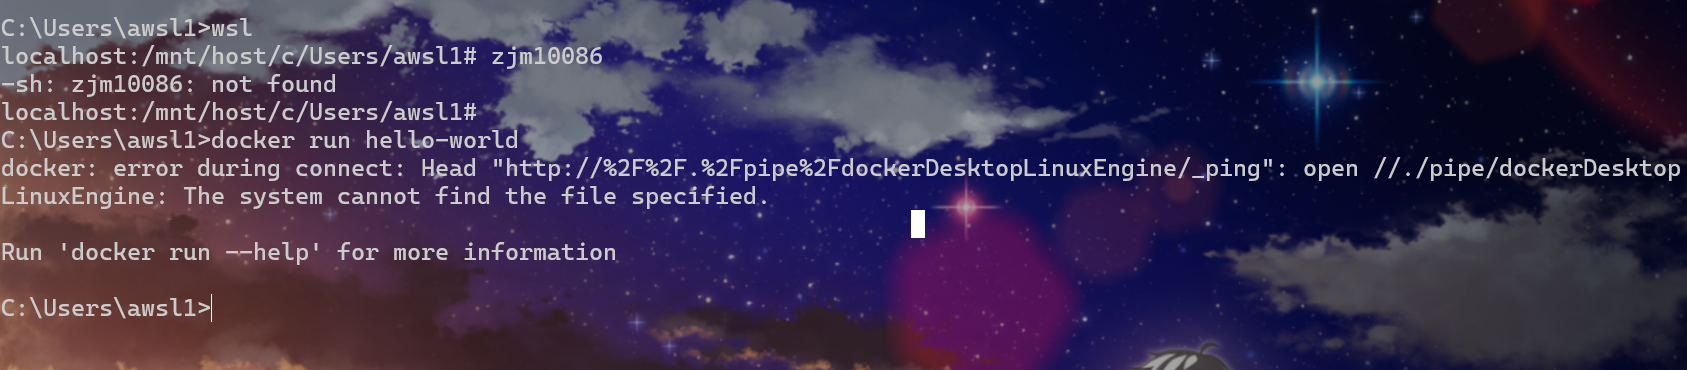 C:\Users\awsl1>wsl
localhost:/mnt/host/c/Users/awsl1# zjm10086
-sh: zjm10086: not found
localhost:/mnt/host/c/Users/awsl1#
C:\Users\awsl1>docker run hello-world
docker: error during connect: Head "http://%2F%2F.%2Fpipe%2FdockerDesktopLinuxEngine/_ping": open //./pipe/dockerDesktop
LinuxEngine: The system cannot find the file specified.
Run 'docker run --help' for more information
C:\Users\awsl1>